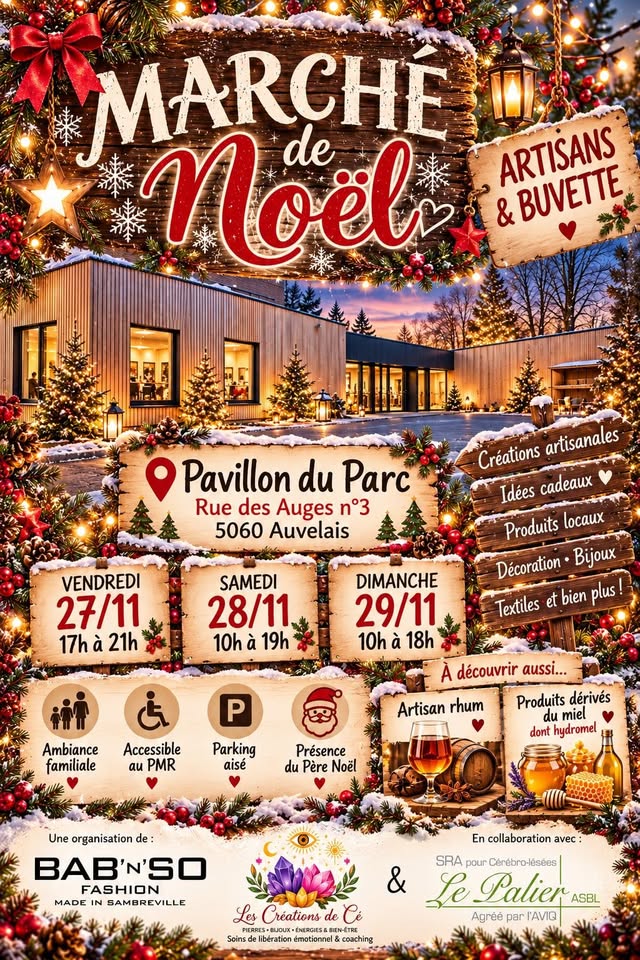 MARCHÉ
de
Noël
ARTISANS
& BUVETTE
Pavillon du Parc
Rue des Auges n°3
5060 Auvelais
Créations artisanales
Idées cadeaux
Produits locaux
Décoration • Bijoux
Textiles et bien plus !
VENDREDI
27/11
17h à 21h
SAMEDI
28/11
10h à 19h
DIMANCHE
29/11
10h à 18h
Ambiance
familiale
Accessible
au PMR
P
Parking
aisé
Présence
du Père Noël
À découvrir aussi...
Artisan rhum
Produits dérivés
du miel
dont hydromel
Une organisation de :
BAB'N'SO
FASHION
MADE IN SAMBREVILLE
Les Créations de Cé
PIERRES • BIJOUX • ÉNERGIES & BIEN-ÊTRE
Soins de libération émotionnel & coaching
&
En collaboration avec :
SRA pour Cérébro-lésées
Le Palier ASBL
Agréé par l'AVIQ